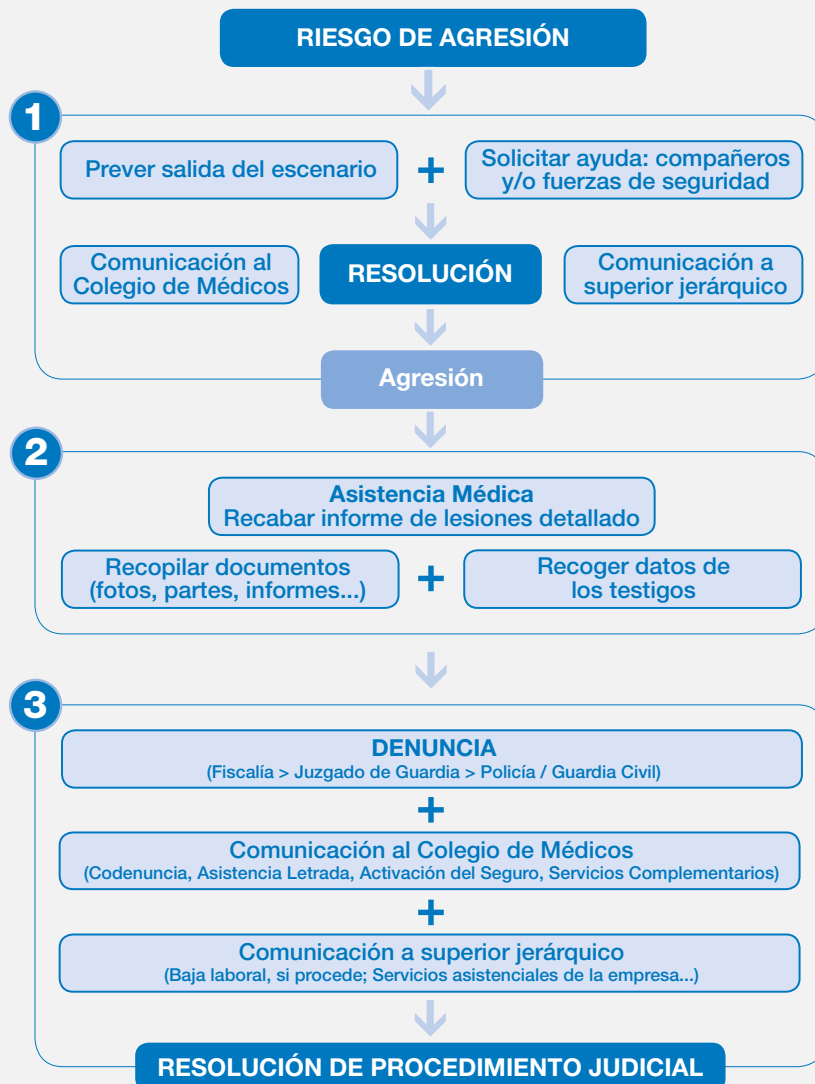 RIESGO DE AGRESIÓN
1
Prever salida del escenario
+
Solicitar ayuda: compañeros
y/o fuerzas de seguridad
Comunicación al
Colegio de Médicos
RESOLUCIÓN
Comunicación a
superior jerárquico
Agresión
2
Asistencia Médica
Recabar informe de lesiones detallado
Recopilar documentos
(fotos, partes, informes...)
+
Recoger datos de
los testigos
3
DENUNCIA
(Fiscalía > Juzgado de Guardia > Policía / Guardia Civil)
+
Comunicación al Colegio de Médicos
(Codenuncia, Asistencia Letrada, Activación del Seguro, Servicios Complementarios)
+
Comunicación a superior jerárquico
(Baja laboral, si procede; Servicios asistenciales de la empresa...)
RESOLUCIÓN DE PROCEDIMIENTO JUDICIAL